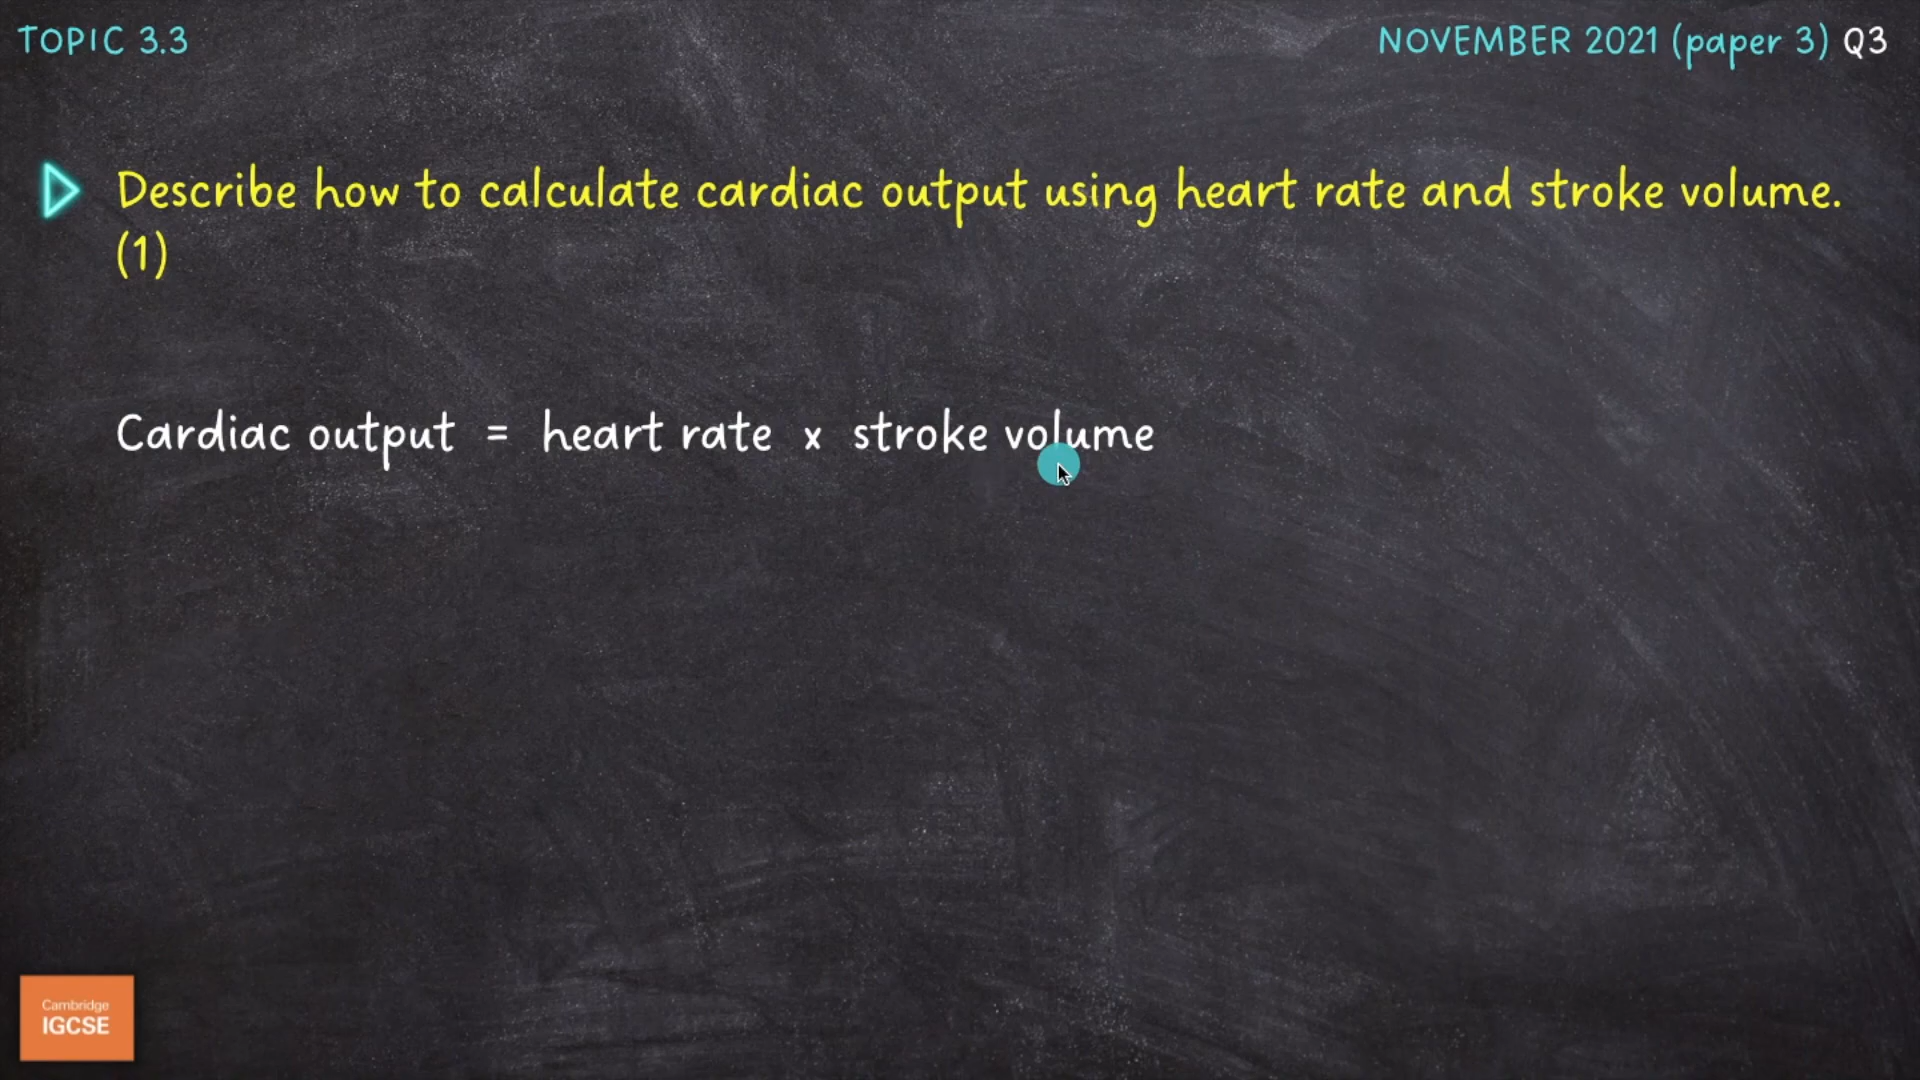 TOPIC 3.3
NOVEMBER 2021 (paper 3) Q3
Describe how to calculate cardiac output using heart rate and stroke volume.
(1)
Cardiac output = heart rate x stroke volume
Cambridge
IGCSE